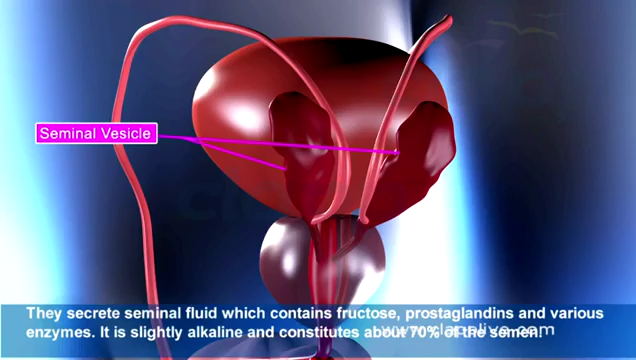 Seminal Vesicle
They secrete seminal fluid which contains fructose, prostaglandins and various
enzymes. It is slightly alkaline and constitutes about 70% of the semen.